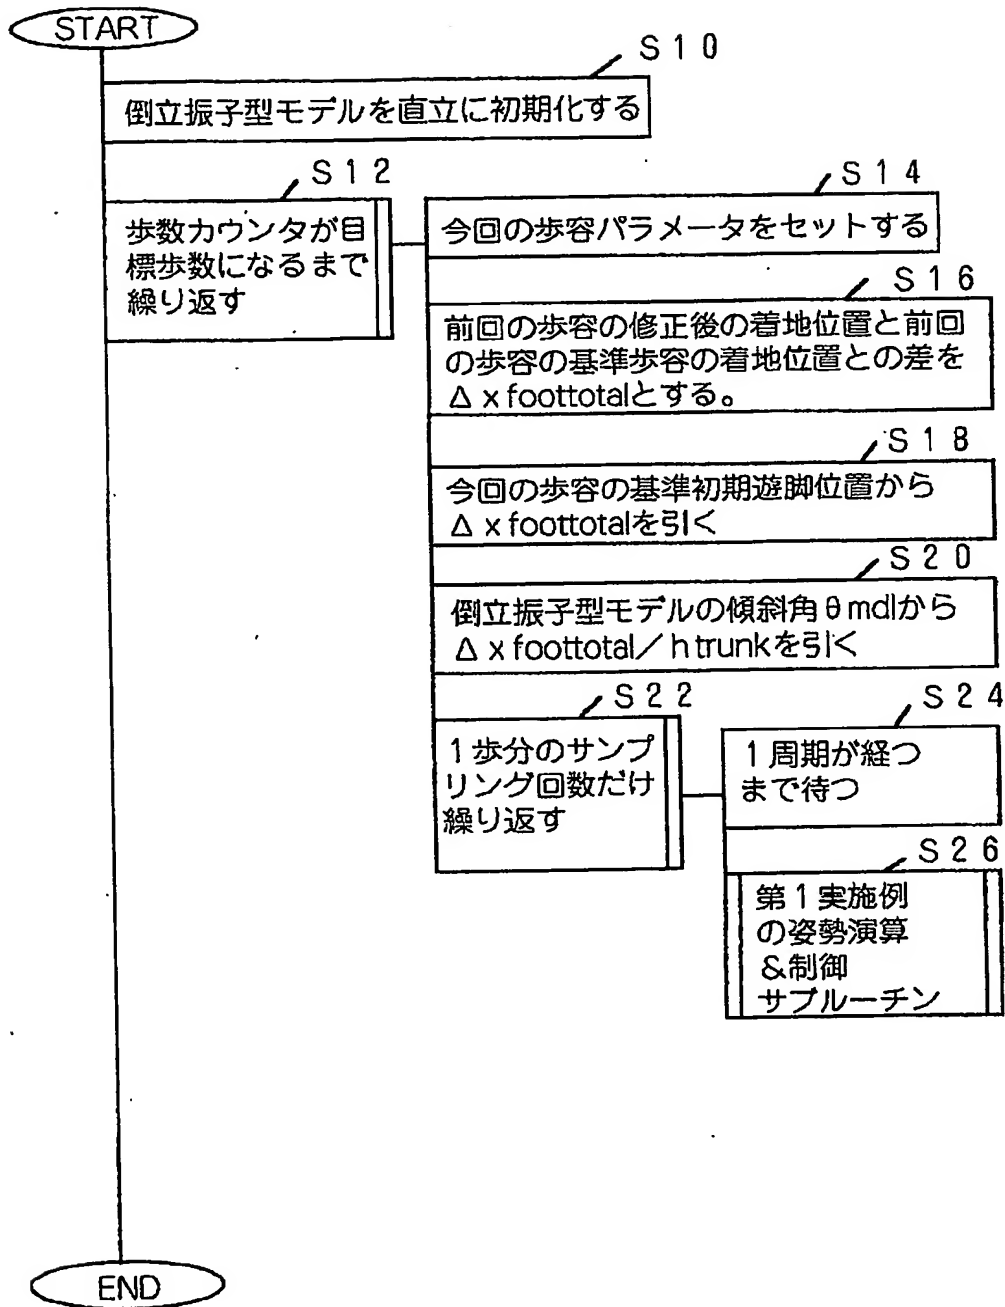 START
S10
倒立振子型モデルを直立に初期化する
S12
歩数カウンタが目
標歩数になるまで
繰り返す
S14
今回の歩容パラメータをセットする
S16
前回の歩容の修正後の着地位置と前回
の歩容の基準歩容の着地位置との差を
Δxfoottotalとする。
S18
今回の歩容の基準初期遊脚位置から
Δxfoottotalを引く
S20
倒立振子型モデルの傾斜角θmdlから
Δxfoottotal/htrunkを引く
S22
1歩分のサンプ
リング回数だけ
繰り返す
S24
1周期が経つ
まで待つ
S26
第1実施例
の姿勢演算
&制御
サブルーチン
END